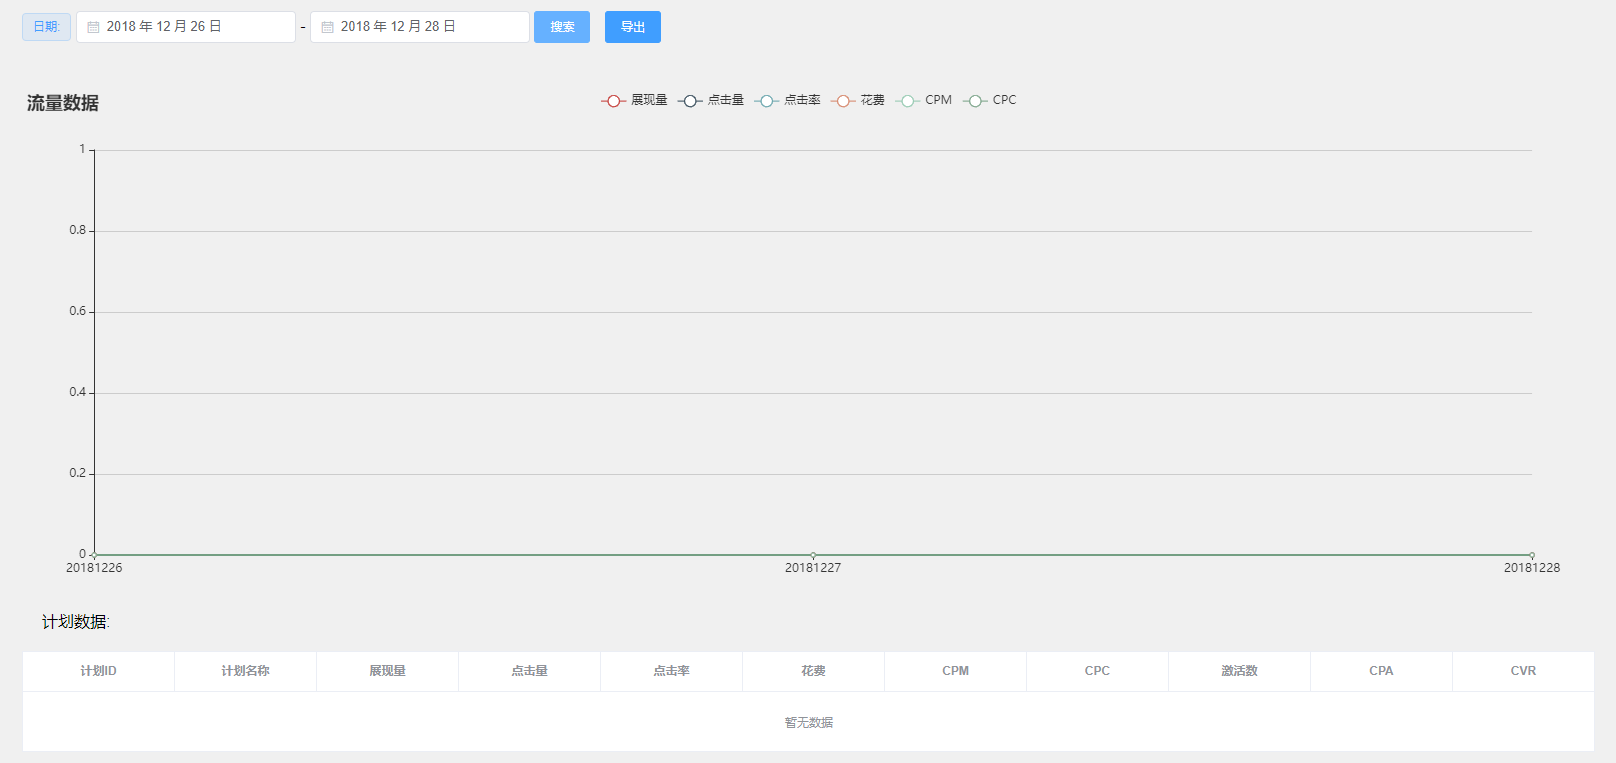 日期: 2018 年 12 月 26 日 - 2018 年 12 月 28 日 搜索 导出
流量数据 展现量 点击量 点击率 花费 CPM CPC
1
0.8
0.6
0.4
0.2
0
20181226 20181227 20181228
计划数据:
计划ID 计划名称 展现量 点击量 点击率 花费 CPM CPC 激活数 CPA CVR
暂无数据